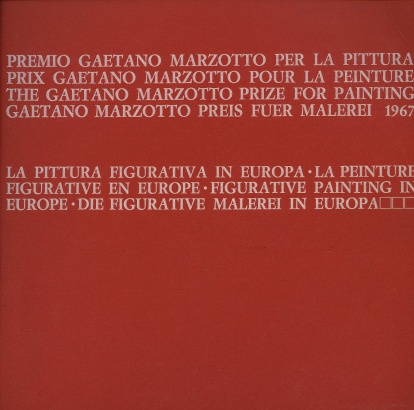 PREMIO GAETANO MARZOTTO PER LA PITTURA
PRIX GAETANO MARZOTTO POUR LA PEINTURE
THE GAETANO MARZOTTO PRIZE FOR PAINTING
GAETANO MARZOTTO PREIS FUER MALEREI 1967
LA PITTURA FIGURATIVA IN EUROPA·LA PEINTURE
FIGURATIVE EN EUROPE·FIGURATIVE PAINTING IN
EUROPE·DIE FIGURATIVE MALEREI IN EUROPA□□□